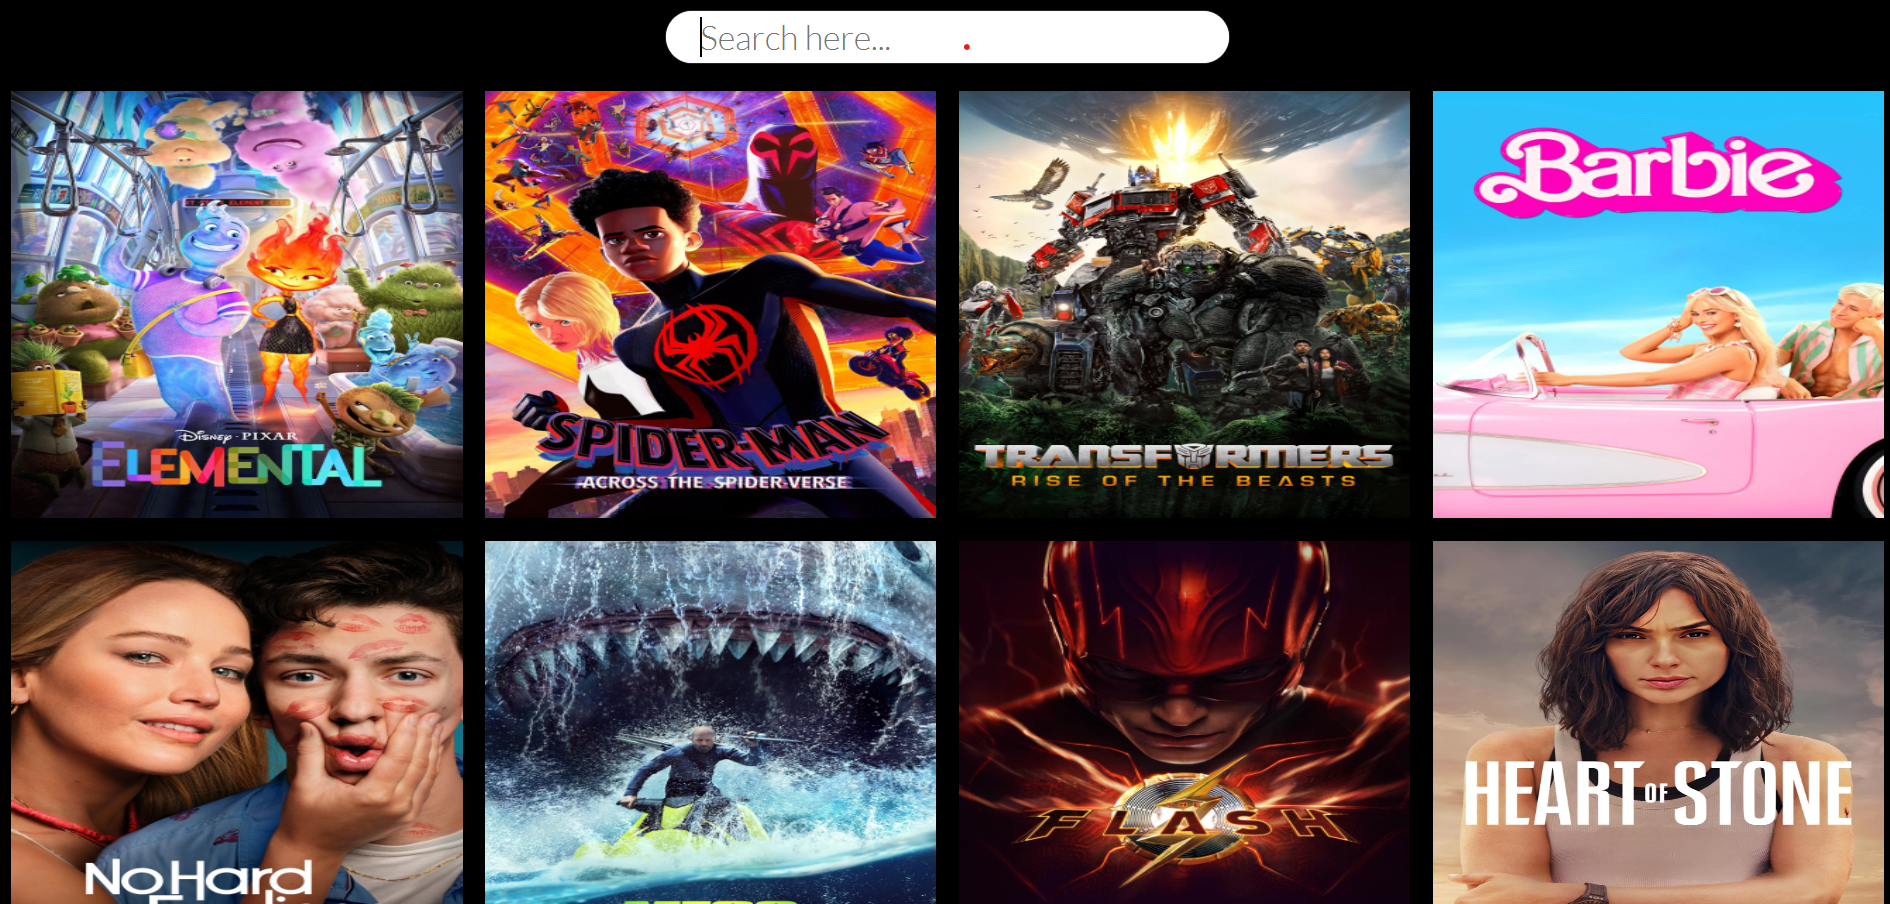 Search here...
Barbie
Disney · PIXAR
ELEMENTAL
SPIDER-MAN
ACROSS THE SPIDER-VERSE
TRANSFORMERS
RISE OF THE BEASTS
FLASH
HEART OF STONE
No Hard